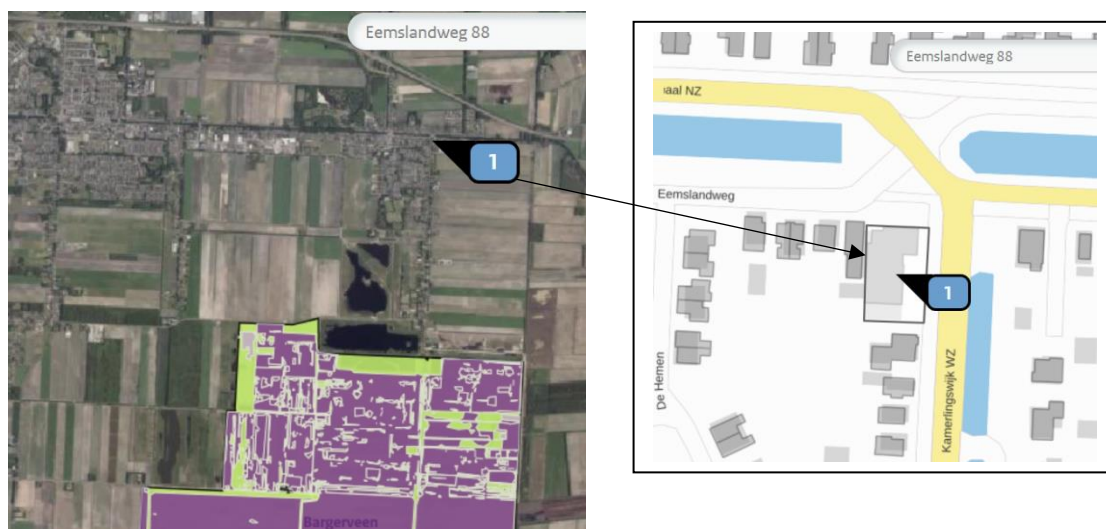 Eemslandweg 88
1
Bargerveen
Eemslandweg 88
aal NZ
Eemslandweg
1
De Hemen
Kamerlingswijk WZ